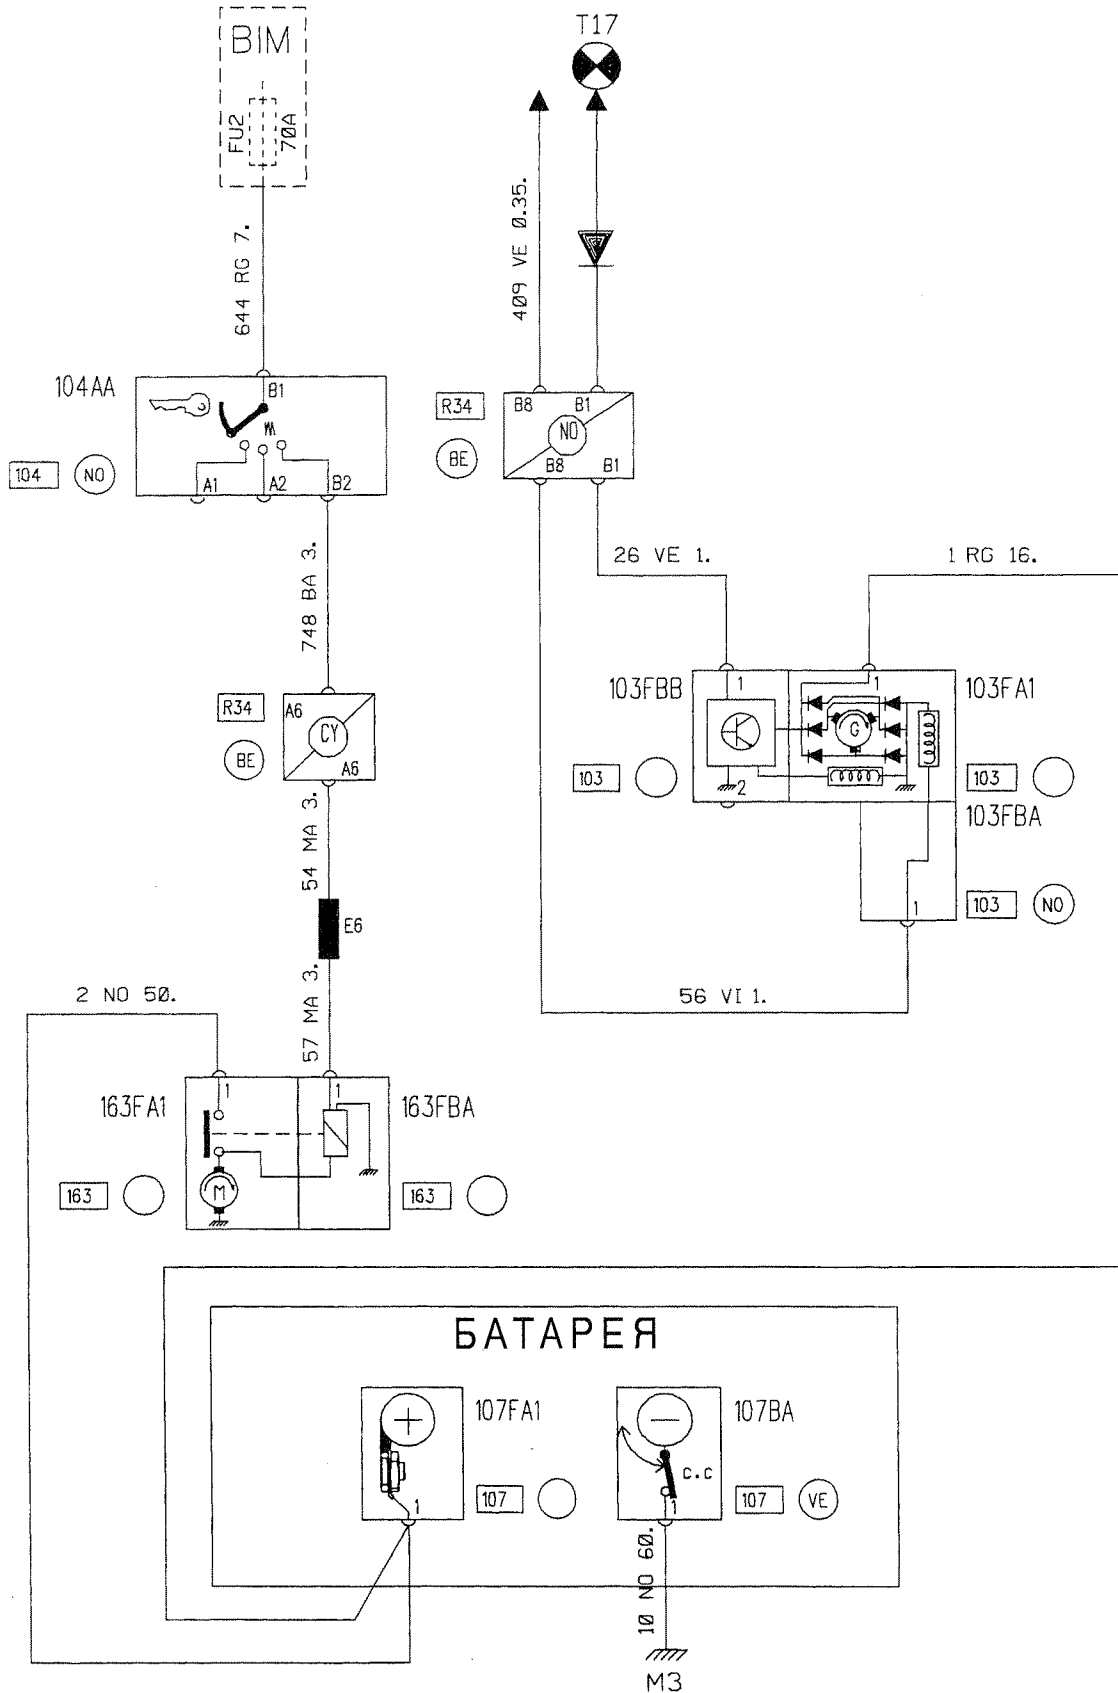 T17
BIM
FU2
70A
644 RG 7.
409 VE 0.35.
104AA
B1
104
NO
A1
A2
B2
R34
BE
B8
B1
NO
B8
B1
26 VE 1.
1 RG 16.
748 BA 3.
103FBB
1
1
103FA1
G
2
103
103
103FBA
R34
BE
A6
CY
A6
54 MA 3.
E6
1
103
NO
57 MA 3.
2 NO 50.
56 VI 1.
163FA1
1
1
163FBA
M
163
163
БАТАРЕЯ
+
107FA1
107
1
−
107BA
c.c
107
VE
1
10 NO 60.
M3